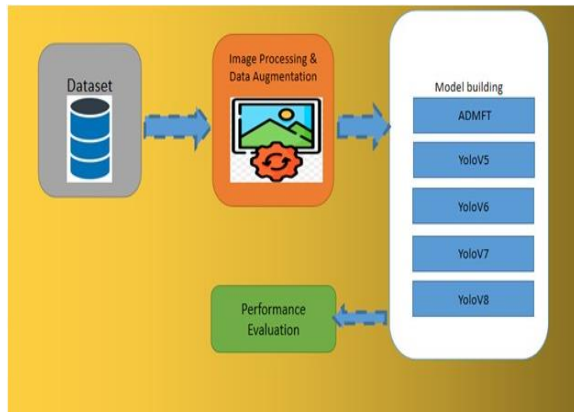 Dataset
Image Processing &
Data Augmentation
Model building
ADMFT
YoloV5
YoloV6
YoloV7
YoloV8
Performance
Evaluation